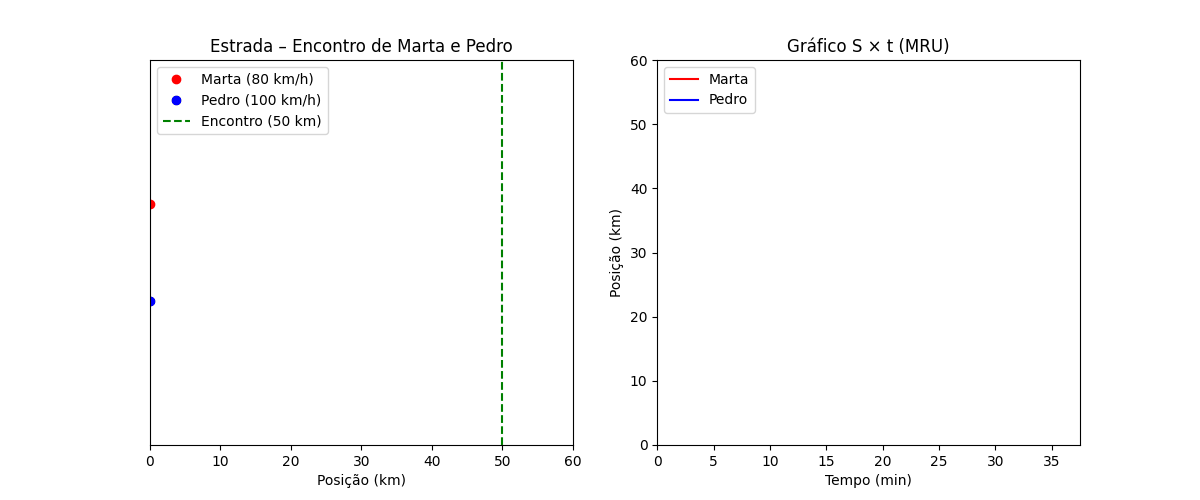 Estrada – Encontro de Marta e Pedro
Marta (80 km/h)
Pedro (100 km/h)
Encontro (50 km)
0 10 20 30 40 50 60
Posição (km)
Gráfico S × t (MRU)
Marta
Pedro
60
50
40
30
20
10
0
Posição (km)
0 5 10 15 20 25 30 35
Tempo (min)